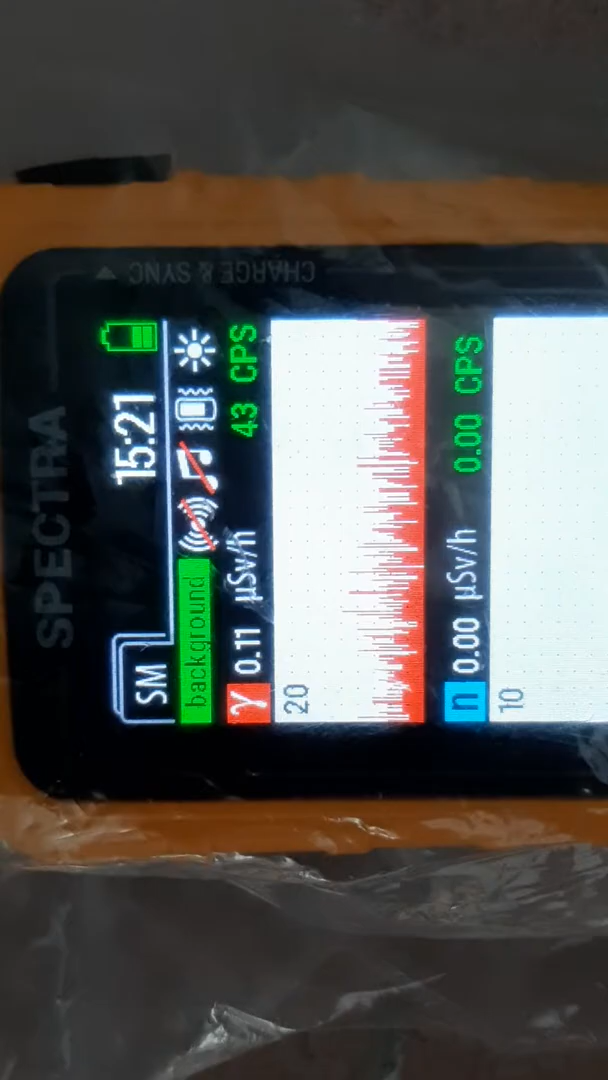 CHARGE & SYNC
SPECTRA
SM 15:21
background
γ 0.11 µSv/h 43 CPS
20
n 0.00 µSv/h 0.00 CPS
10